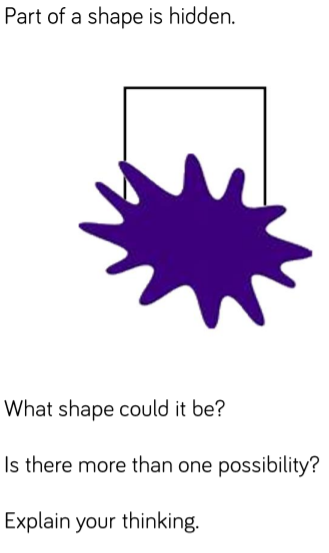 Part of a shape is hidden.
What shape could it be?
Is there more than one possibility?
Explain your thinking.